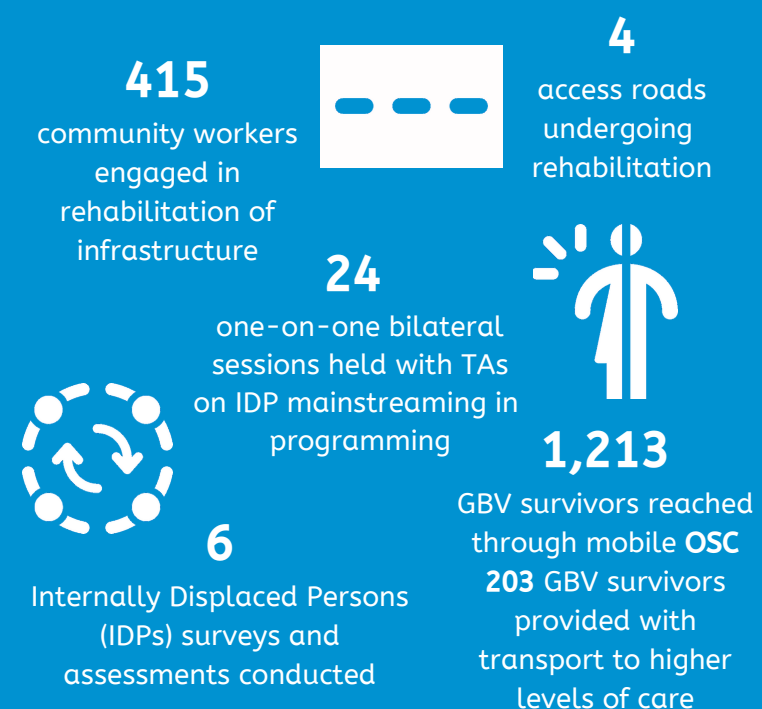 415
community workers
engaged in
rehabilitation of
infrastructure
4
access roads
undergoing
rehabilitation
24
one-on-one bilateral
sessions held with TAs
on IDP mainstreaming in
programming
6
Internally Displaced Persons
(IDPs) surveys and
assessments conducted
1,213
GBV survivors reached
through mobile OSC
203 GBV survivors
provided with
transport to higher
levels of care